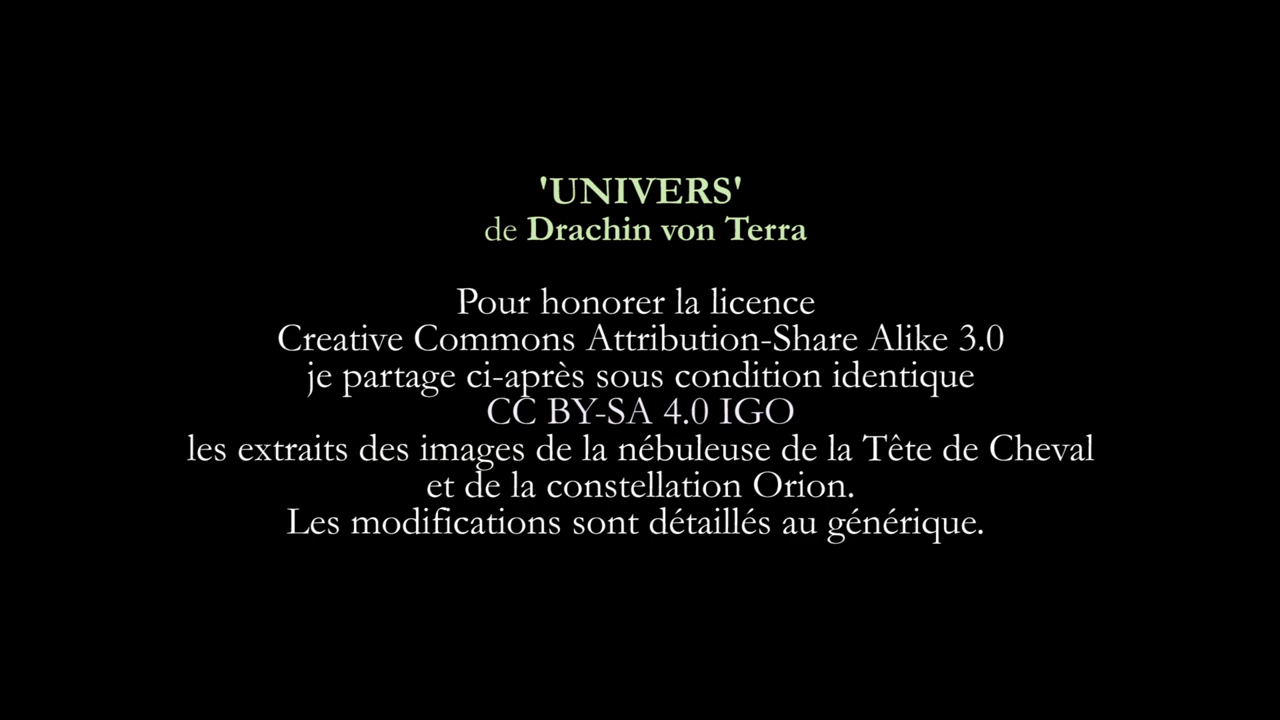 'UNIVERS'
de Drachin von Terra
Pour honorer la licence
Creative Commons Attribution-Share Alike 3.0
je partage ci-après sous condition identique
CC BY-SA 4.0 IGO
les extraits des images de la nébuleuse de la Tête de Cheval
et de la constellation Orion.
Les modifications sont détaillés au générique.